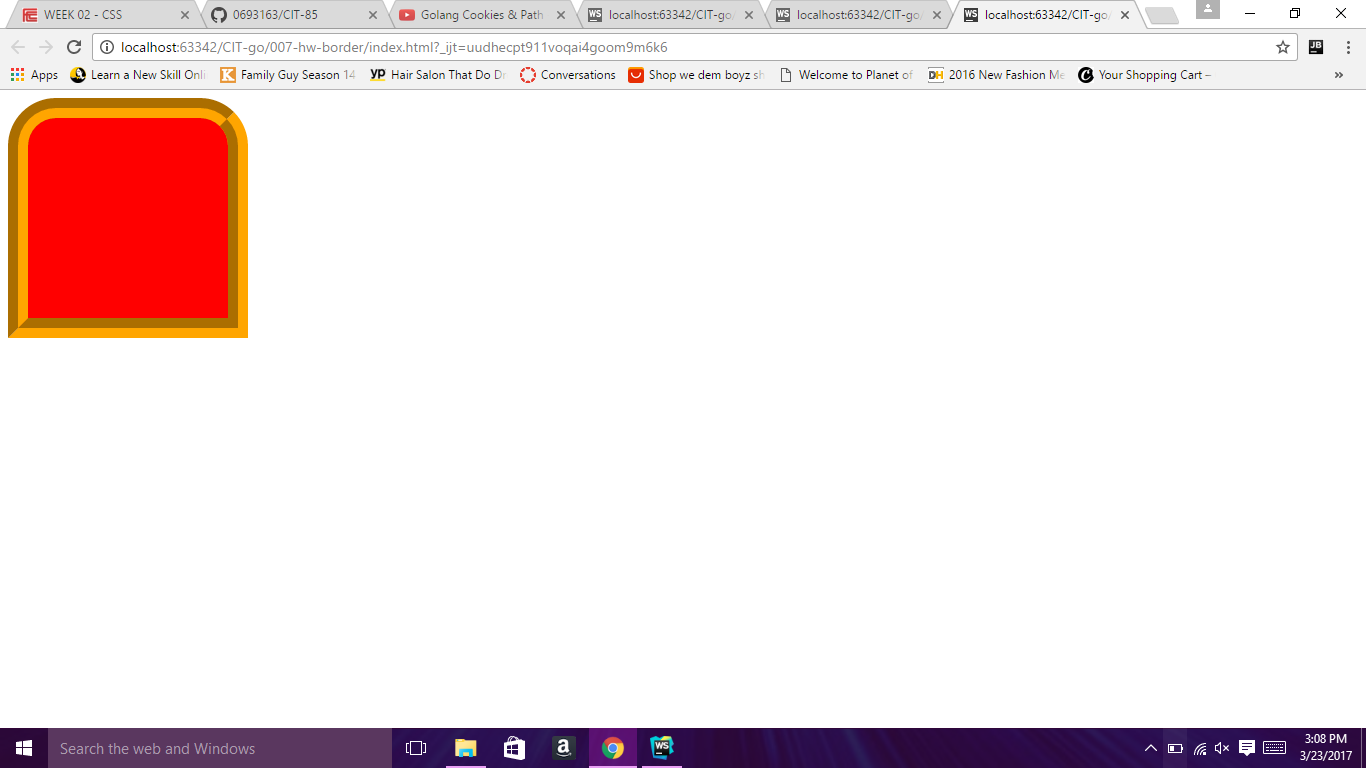 WEEK 02 - CSS
0693163/CIT-85
Golang Cookies & Path
localhost:63342/CIT-go/
localhost:63342/CIT-go/
localhost:63342/CIT-go/
localhost:63342/CIT-go/007-hw-border/index.html?_ijt=uudhecpt911voqai4goom9m6k6
JB
Apps
Learn a New Skill Onli
Family Guy Season 14
Hair Salon That Do Dr
Conversations
Shop we dem boyz sh
Welcome to Planet of
2016 New Fashion Me
Your Shopping Cart –
»
Search the web and Windows
3:08 PM
3/23/2017